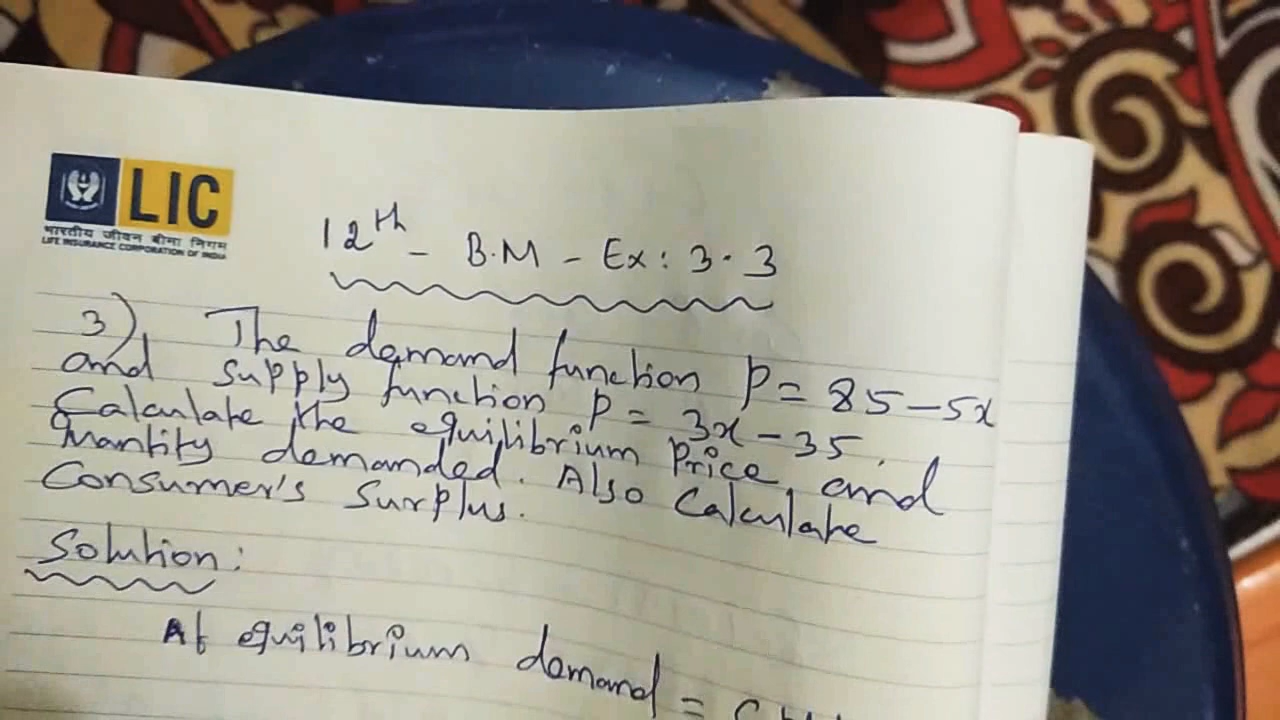 LIC
भारतीय जीवन बीमा निगम
LIFE INSURANCE CORPORATION OF INDIA
12th - B.M - Ex: 3.3
3). The demand function P = 85-5x
and supply function P = 3x-35.
Calculate the equilibrium Price and
quantity demanded. Also Calculate
Consumer's Surplus.
Solution:
At equilibrium demand =